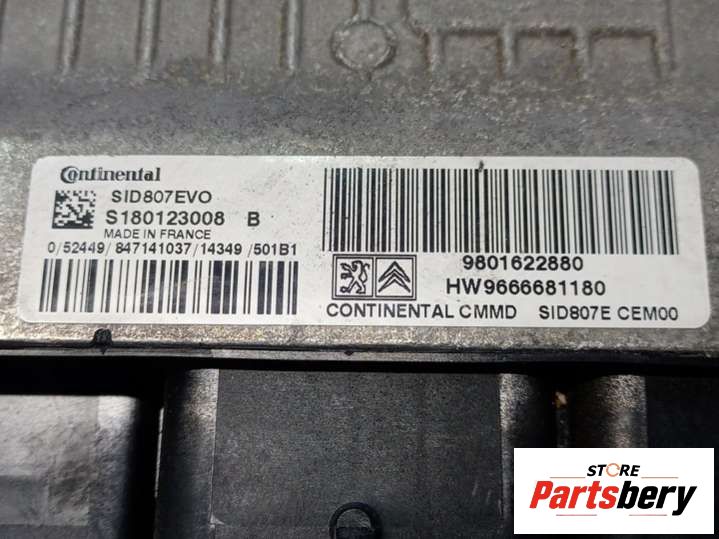 Continental
SID807EVO
S180123008 B
MADE IN FRANCE
0/52449/847141037/14349/501B1
9801622880
HW9666681180
CONTINENTAL CMMD SID807E CEM00
STORE
Partsbery